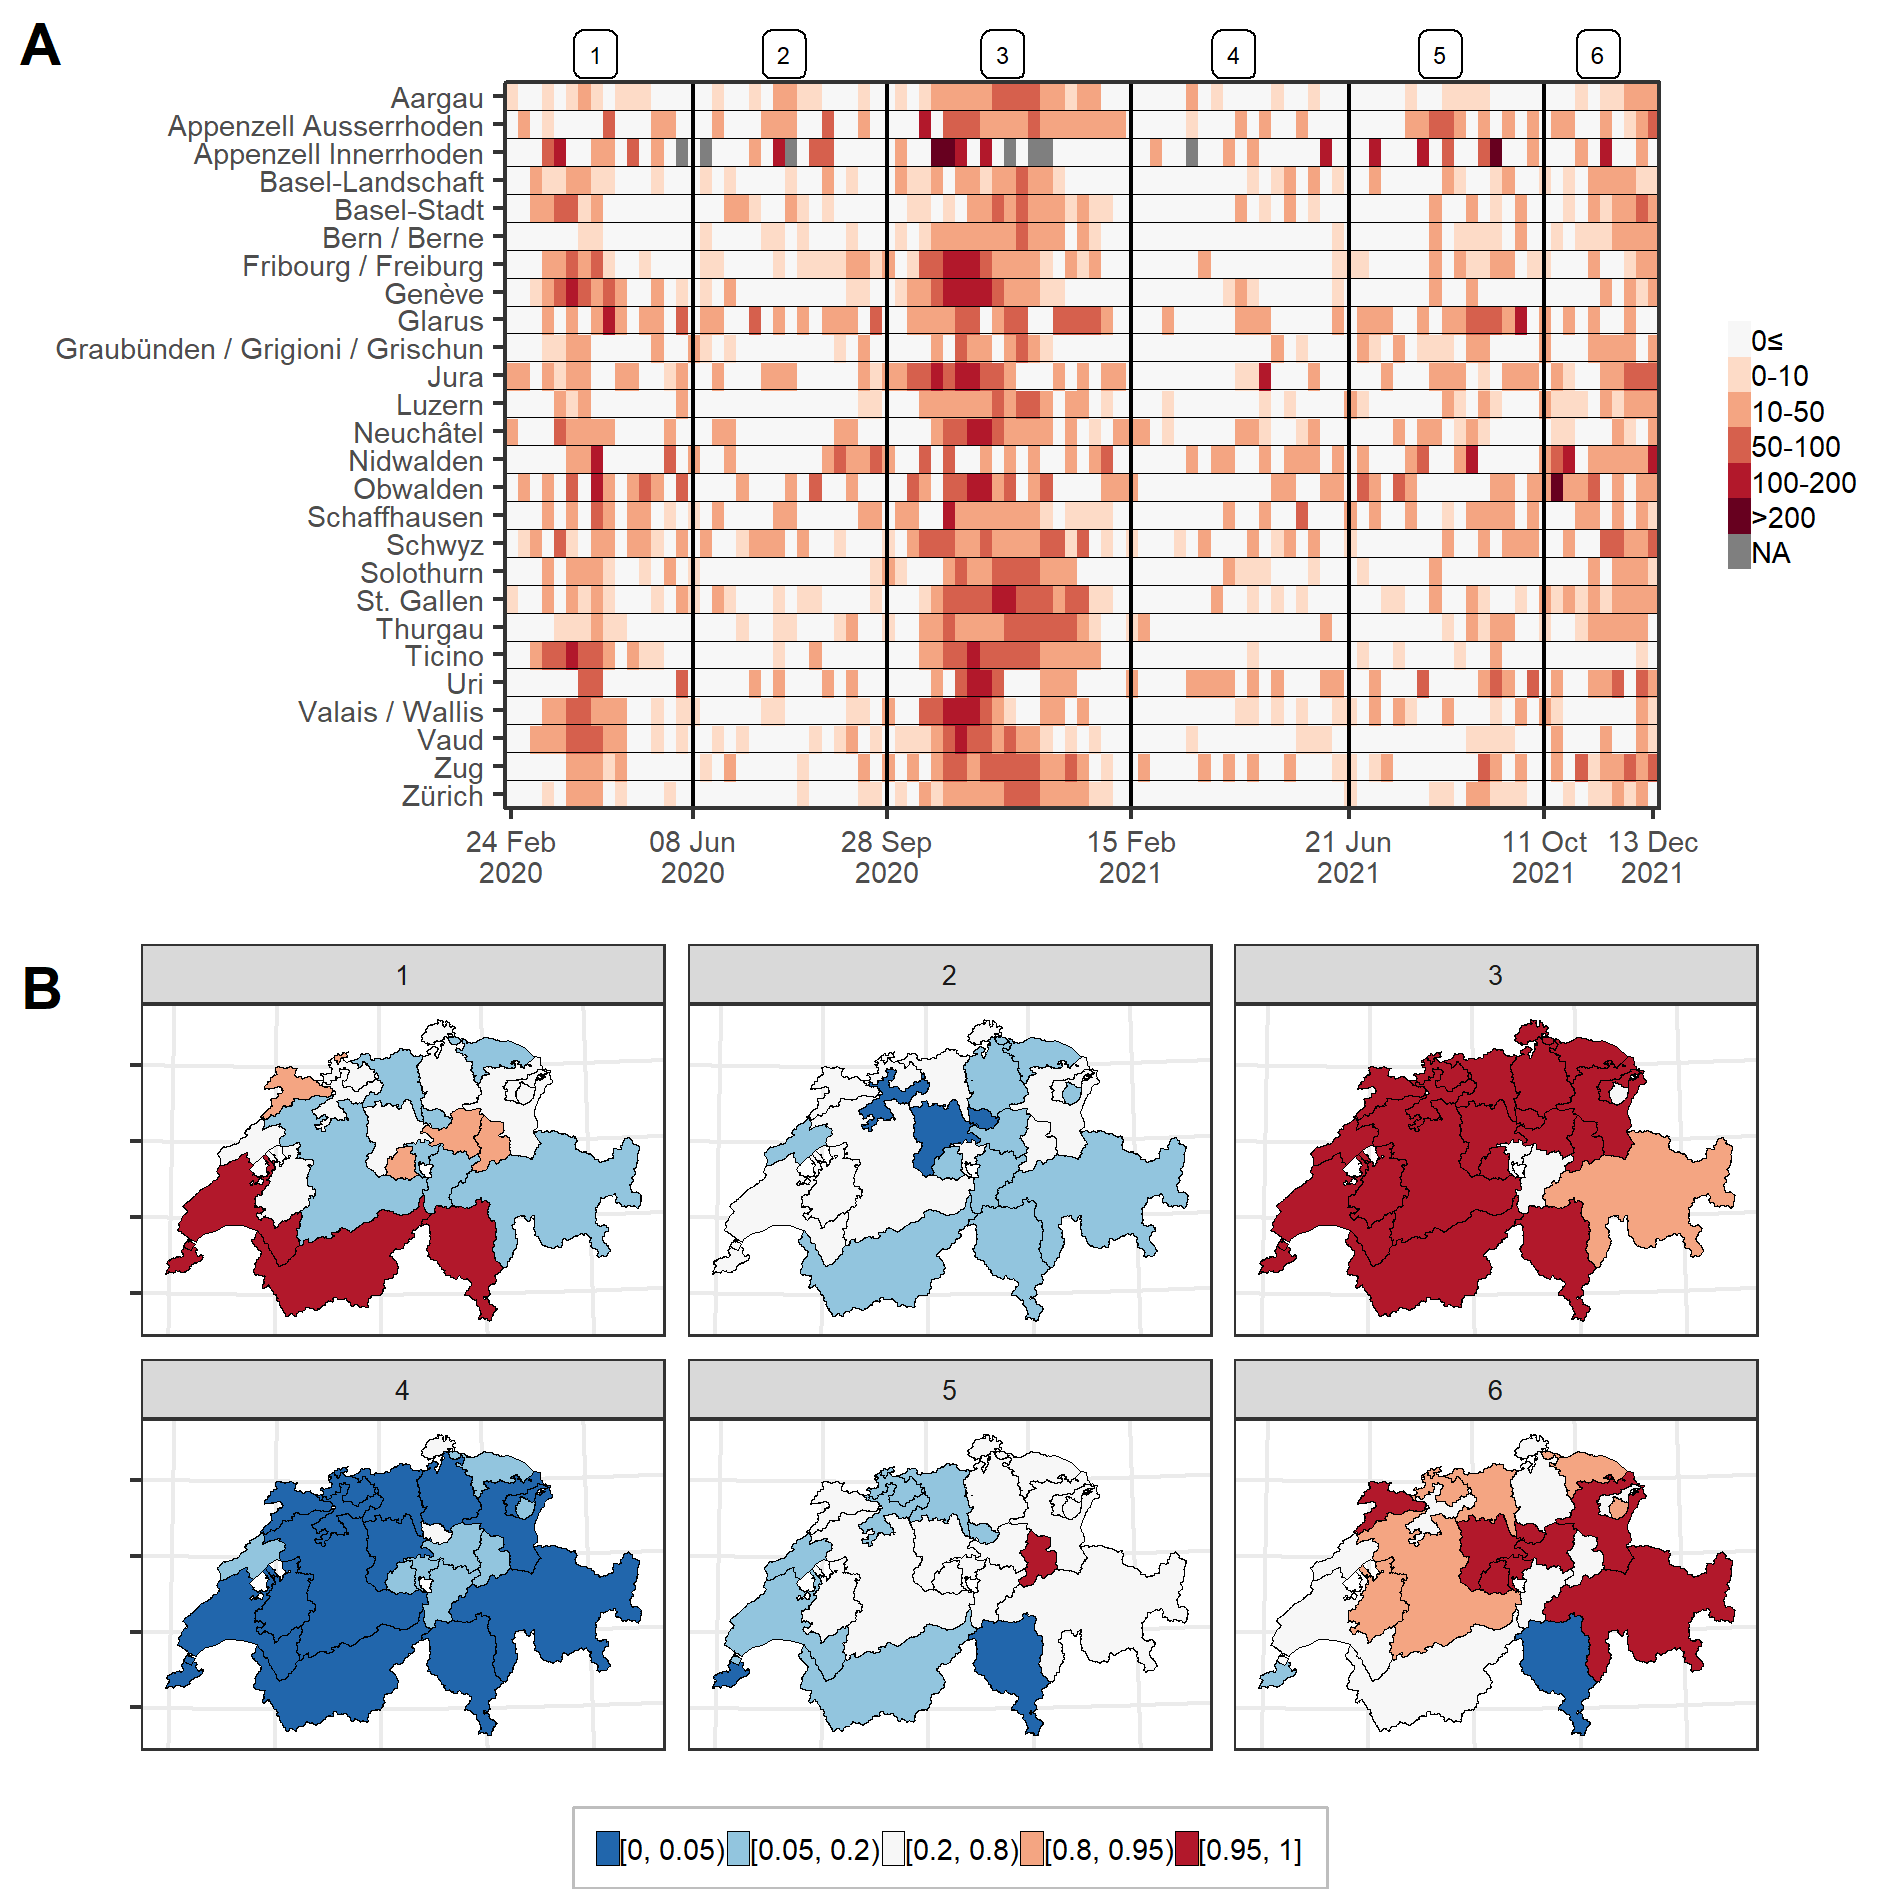 A
1 2 3 4 5 6
Aargau
Appenzell Ausserrhoden
Appenzell Innerrhoden
Basel-Landschaft
Basel-Stadt
Bern / Berne
Fribourg / Freiburg
Genève
Glarus
Graubünden / Grigioni / Grischun
Jura
Luzern
Neuchâtel
Nidwalden
Obwalden
Schaffhausen
Schwyz
Solothurn
St. Gallen
Thurgau
Ticino
Uri
Valais / Wallis
Vaud
Zug
Zürich
0≤
0-10
10-50
50-100
100-200
>200
NA
24 Feb 08 Jun 28 Sep 15 Feb 21 Jun 11 Oct 13 Dec
2020 2020 2020 2021 2021 2021 2021
B
1 2 3
4 5 6
[0, 0.05) [0.05, 0.2) [0.2, 0.8) [0.8, 0.95) [0.95, 1]